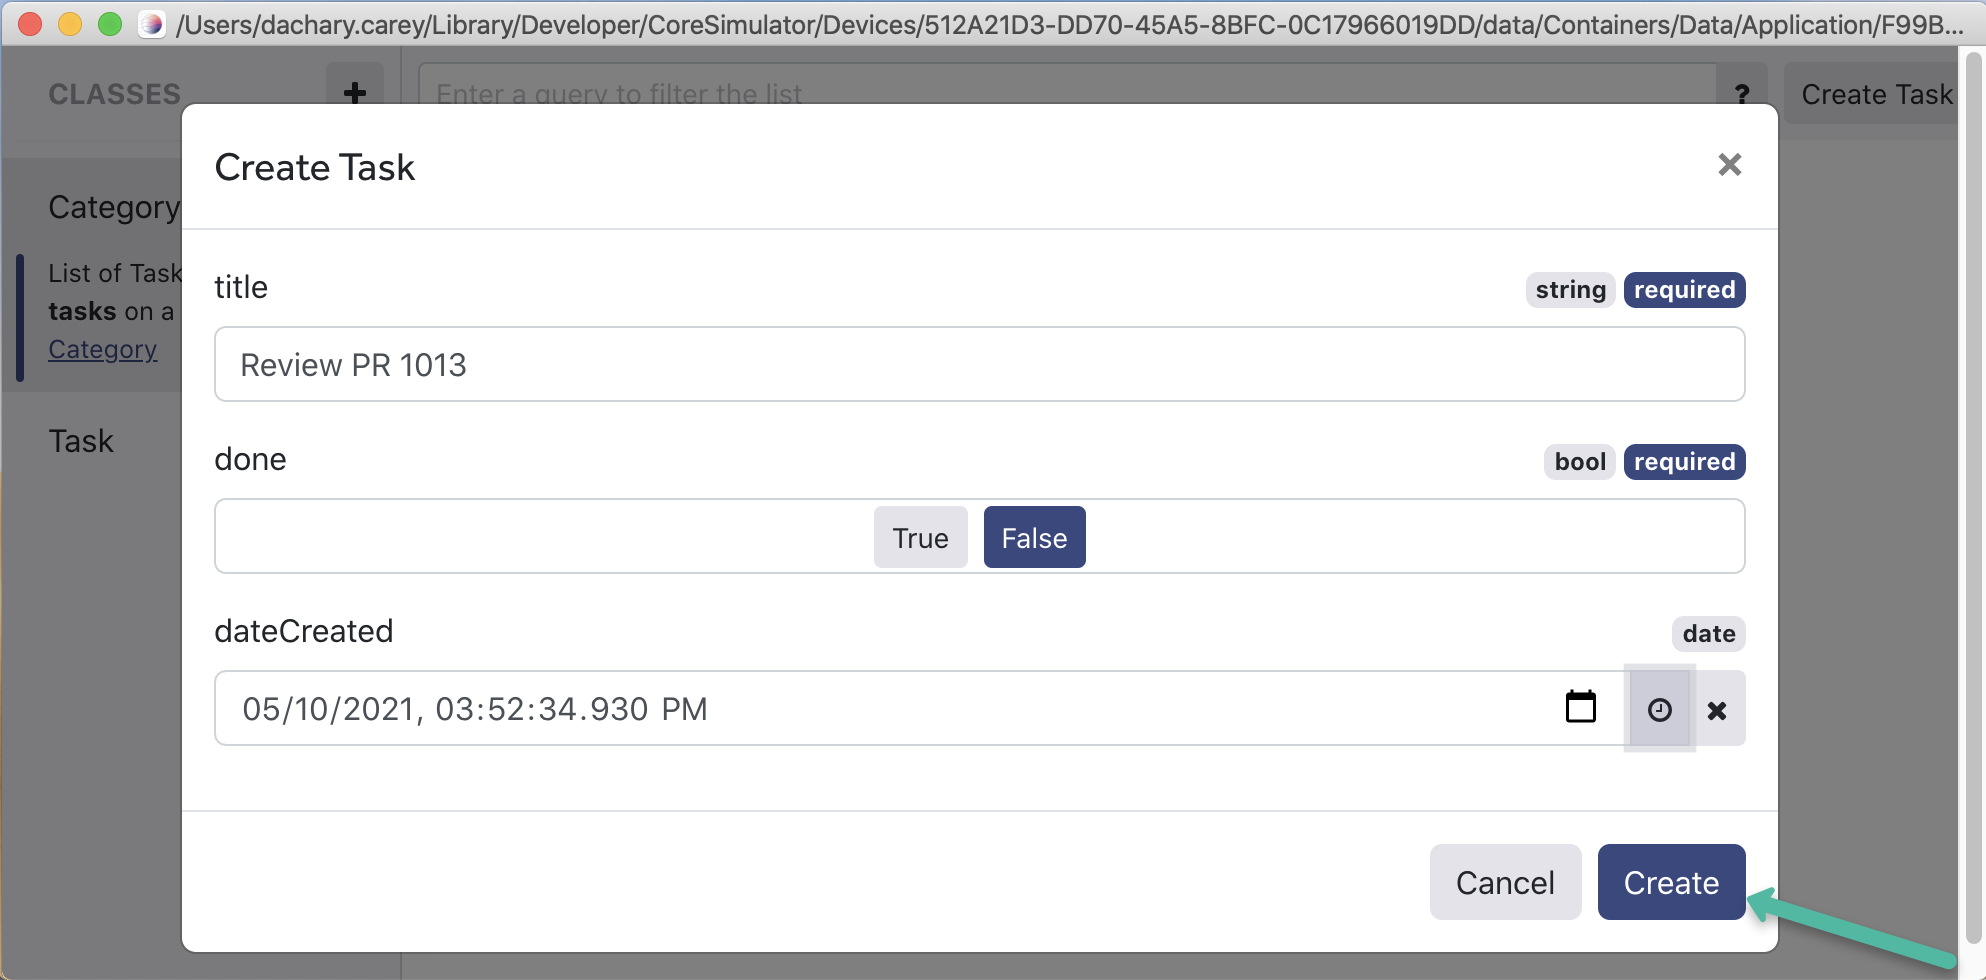 /Users/dachary.carey/Library/Developer/CoreSimulator/Devices/512A21D3-DD70-45A5-8BFC-0C17966019DD/data/Containers/Data/Application/F99B...
CLASSES
Enter a query to filter the list
?
Create Task
Category
List of Task
tasks on a
Category
Task
Create Task
title
string required
Review PR 1013
done
bool required
True False
dateCreated
date
05/10/2021, 03:52:34.930 PM
Cancel Create